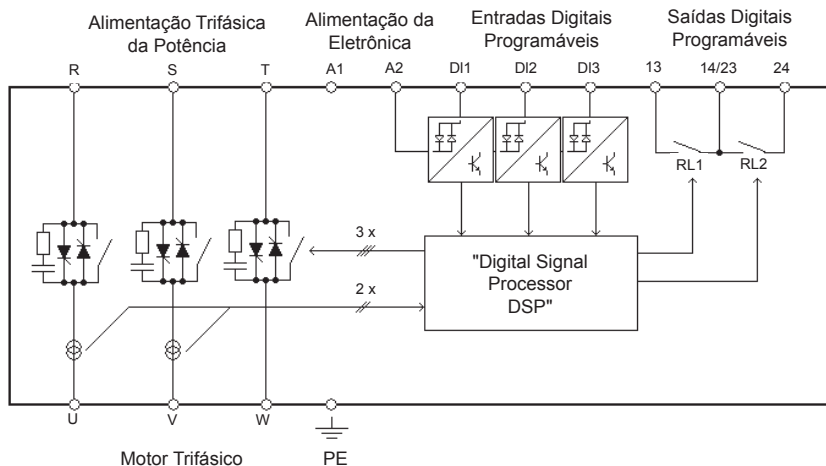 Alimentação Trifásica
da Potência
Alimentação da
Eletrônica
Entradas Digitais
Programáveis
Saídas Digitais
Programáveis
R
S
T
A1
A2
DI1
DI2
DI3
13
14/23
24
RL1
RL2
3 x
2 x
"Digital Signal
Processor
DSP"
U
V
W
PE
Motor Trifásico